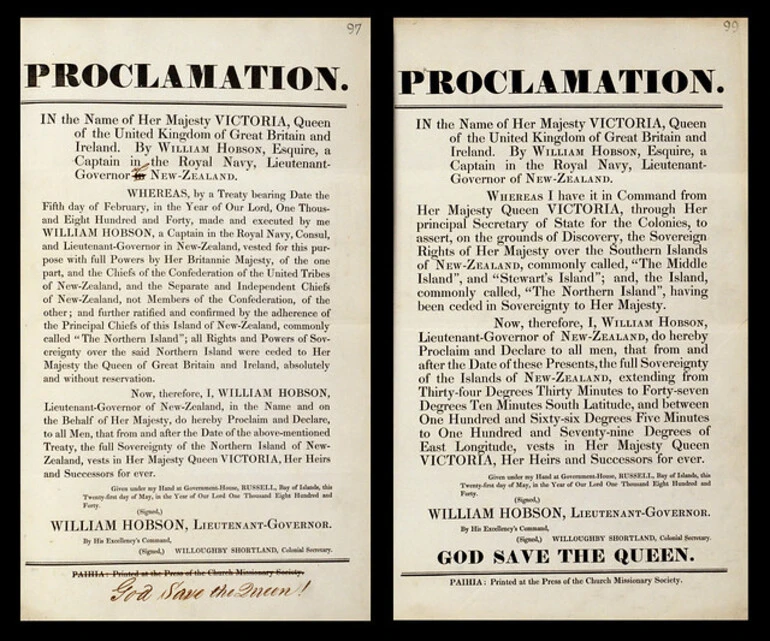 97
PROCLAMATION.
IN the Name of Her Majesty VICTORIA, Queen
of the United Kingdom of Great Britain and
Ireland. By WILLIAM HOBSON, Esquire, a
Captain in the Royal Navy, Lieutenant-
Governor of in NEW-ZEALAND.
WHEREAS, by a Treaty bearing Date the
Fifth day of February, in the Year of Our Lord, One Thous-
and Eight Hundred and Forty, made and executed by me
WILLIAM HOBSON, a Captain in the Royal Navy, Consul,
and Lieutenant-Governor in New-Zealand, vested for this pur-
pose with full Powers by Her Britannic Majesty, of the one
part, and the Chiefs of the Confederation of the United Tribes
of New-Zealand, and the Separate and Independent Chiefs
of New-Zealand, not Members of the Confederation, of the
other; and further ratified and confirmed by the adherence of
the Principal Chiefs of this Island of New-Zealand, commonly
called "The Northern Island"; all Rights and Powers of Sov-
ereignty over the said Northern Island were ceded to Her
Majesty the Queen of Great Britain and Ireland, absolutely
and without reservation.
Now, therefore, I, WILLIAM HOBSON,
Lieutenant-Governor of New-Zealand, in the Name and on
the Behalf of Her Majesty, do hereby Proclaim and Declare,
to all Men, that from and after the Date of the above-mentioned
Treaty, the full Sovereignty of the Northern Island of New-
Zealand, vests in Her Majesty Queen VICTORIA, Her Heirs
and Successors for ever.
Given under my Hand at Government-House, RUSSELL, Bay of Islands, this
Twenty-first day of May, in the Year of Our Lord One Thousand Eight Hundred and
Forty.
(Signed,)
WILLIAM HOBSON, LIEUTENANT-GOVERNOR.
By His Excellency's Command,
(Signed,) WILLOUGHBY SHORTLAND, Colonial Secretary.
PAIHIA: Printed at the Press of the Church Missionary Society.
God Save the Queen!
99
PROCLAMATION.
IN the Name of Her Majesty VICTORIA, Queen
of the United Kingdom of Great Britain and
Ireland. By WILLIAM HOBSON, Esquire, a
Captain in the Royal Navy, Lieutenant-
Governor of NEW-ZEALAND.
WHEREAS I have it in Command from
Her Majesty Queen VICTORIA, through Her
principal Secretary of State for the Colonies, to
assert, on the grounds of Discovery, the Sovereign
Rights of Her Majesty over the Southern Islands
of NEW-ZEALAND, commonly called, "The Middle
Island", and "Stewart's Island"; and, the Island,
commonly called, "The Northern Island", having
been ceded in Sovereignty to Her Majesty.
Now, therefore, I, WILLIAM HOBSON,
Lieutenant-Governor of NEW-ZEALAND, do hereby
Proclaim and Declare to all men, that from and
after the Date of these Presents, the full Sovereignty
of the Islands of NEW-ZEALAND, extending from
Thirty-four Degrees Thirty Minutes to Forty-seven
Degrees Ten Minutes South Latitude, and between
One Hundred and Sixty-six Degrees Five Minutes
to One Hundred and Seventy-nine Degrees of
East Longitude, vests in Her Majesty Queen
VICTORIA, Her Heirs and Successors for ever.
Given under my Hand at Government-House, RUSSELL, Bay of Islands, this
Twenty-first day of May, in the Year of Our Lord One Thousand Eight Hundred and
Forty.
(Signed,)
WILLIAM HOBSON, LIEUTENANT-GOVERNOR.
By His Excellency's Command,
(Signed,) WILLOUGHBY SHORTLAND, Colonial Secretary.
GOD SAVE THE QUEEN.
PAIHIA: Printed at the Press of the Church Missionary Society.